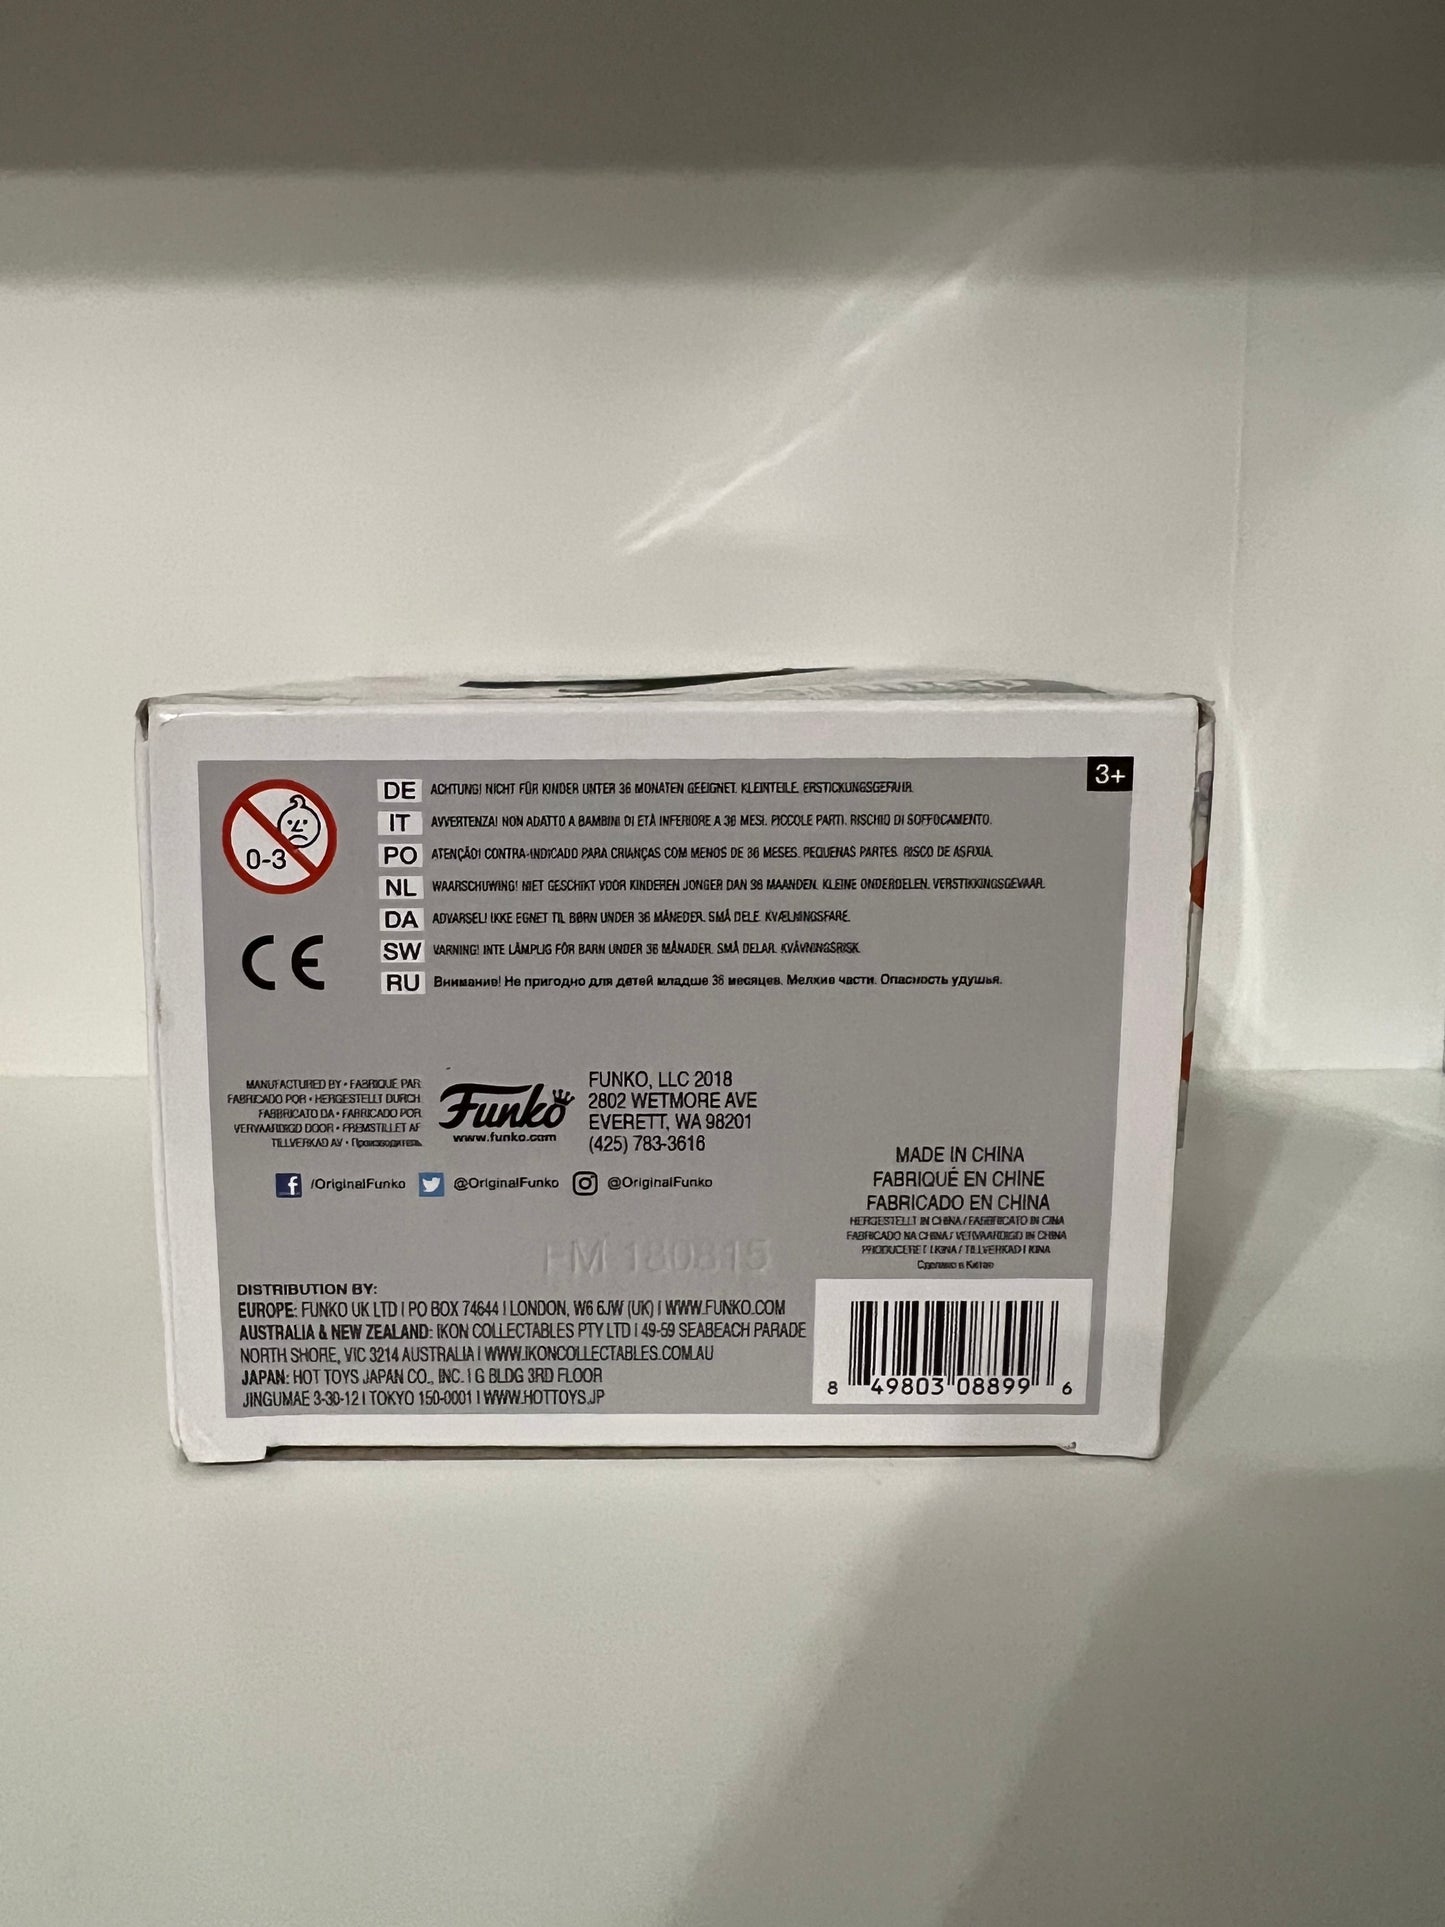 3+
0-3
CE
DE ACHTUNG! NICHT FÜR KINDER UNTER 36 MONATEN GEEIGNET. KLEINTEILE. ERSTICKUNGSGEFAHR.
IT AVVERTENZA! NON ADATTO A BAMBINI DI ETÀ INFERIORE A 36 MESI. PICCOLE PARTI. RISCHIO DI SOFFOCAMENTO.
PO ATENÇÃO! CONTRA-INDICADO PARA CRIANÇAS COM MENOS DE 36 MESES. PEQUENAS PARTES. RISCO DE ASFIXIA.
NL WAARSCHUWING! NIET GESCHIKT VOOR KINDEREN JONGER DAN 36 MAANDEN. KLEINE ONDERDELEN. VERSTIKKINGSGEVAAR.
DA ADVARSEL! IKKE EGNET TIL BØRN UNDER 36 MÅNEDER. SMÅ DELE. KVÆLNINGSFARE.
SW VARNING! INTE LÄMPLIG FÖR BARN UNDER 36 MÅNADER. SMÅ DELAR. KVÄVNINGSRISK.
RU Внимание! Не пригодно для детей младше 36 месяцев. Мелкие части. Опасность удушья.
MANUFACTURED BY • FABRIQUÉ PAR
FABRICADO POR • HERGESTELLT DURCH
FABBRICATO DA • FABRICADO POR
VERVAARDIGD DOOR • FREMSTILLET AF
TILLVERKAD AV • Производитель
Funko
www.funko.com
FUNKO, LLC 2018
2802 WETMORE AVE
EVERETT, WA 98201
(425) 783-3616
/OriginalFunko @OriginalFunko @OriginalFunko
MADE IN CHINA
FABRIQUÉ EN CHINE
FABRICADO EN CHINA
HERGESTELLT IN CHINA / FABBRICATO IN CINA
FABRICADO NA CHINA / VERVAARDIGD IN CHINA
PRODUCERET I KINA / TILLVERKAD I KINA
Сделано в Китае
FM 180815
DISTRIBUTION BY:
EUROPE: FUNKO UK LTD | PO BOX 74644 | LONDON, W6 6JW (UK) | WWW.FUNKO.COM
AUSTRALIA & NEW ZEALAND: IKON COLLECTABLES PTY LTD | 49-59 SEABEACH PARADE
NORTH SHORE, VIC 3214 AUSTRALIA | WWW.IKONCOLLECTABLES.COM.AU
JAPAN: HOT TOYS JAPAN CO., INC. | G BLDG 3RD FLOOR
JINGUMAE 3-30-12 | TOKYO 150-0001 | WWW.HOTTOYS.JP
8 49803 08899 6